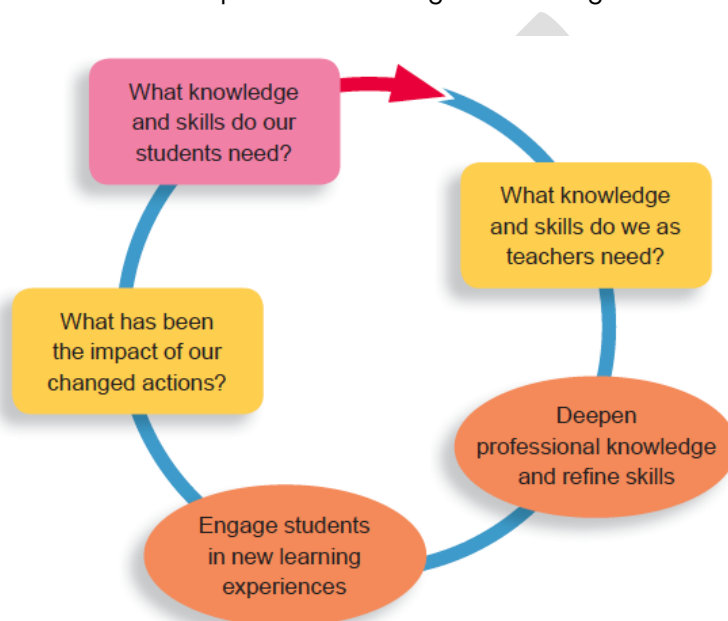 What knowledge
and skills do our
students need?
What knowledge
and skills do we as
teachers need?
Deepen
professional knowledge
and refine skills
Engage students
in new learning
experiences
What has been
the impact of our
changed actions?